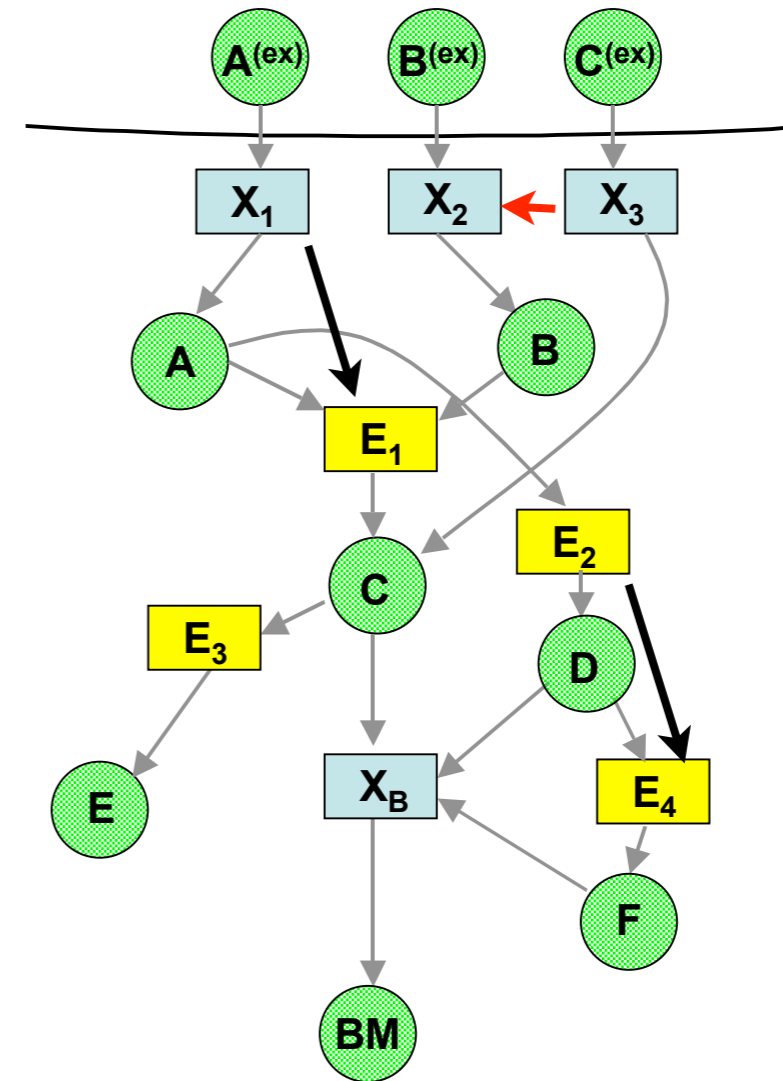 A(ex) B(ex) C(ex)
X1 X2 X3
A B
E1
E2
C
E3
D
XB E4
E
F
BM